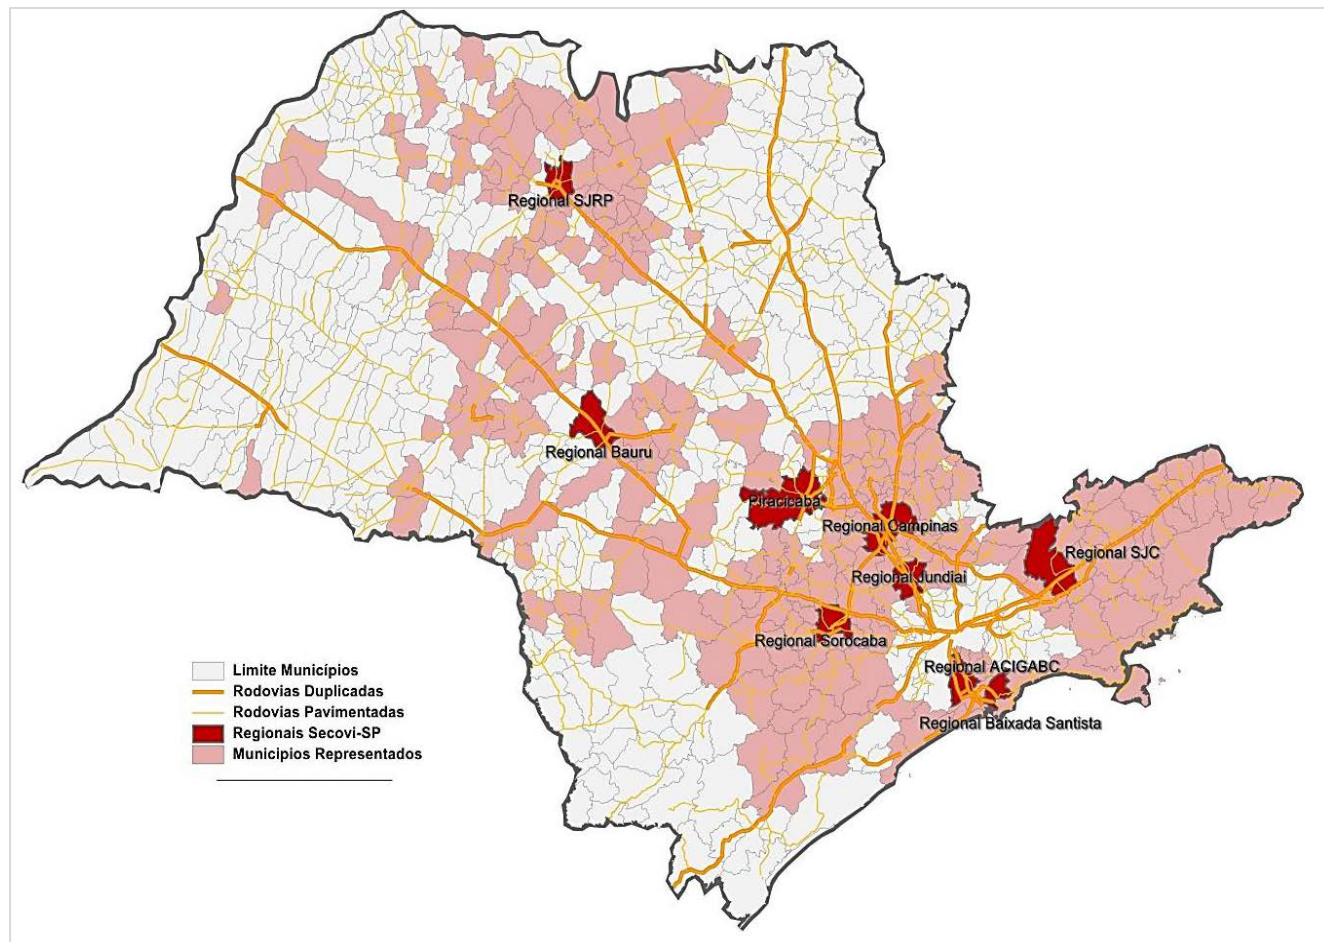 Regional SJRP
Regional Bauru
Piracicaba
Regional Campinas
Regional SJC
Regional Jundiai
Regional Sorocaba
Regional ACIGABC
Regional Baixada Santista
Limite Municípios
Rodovias Duplicadas
Rodovias Pavimentadas
Regionais Secovi-SP
Municipios Representados